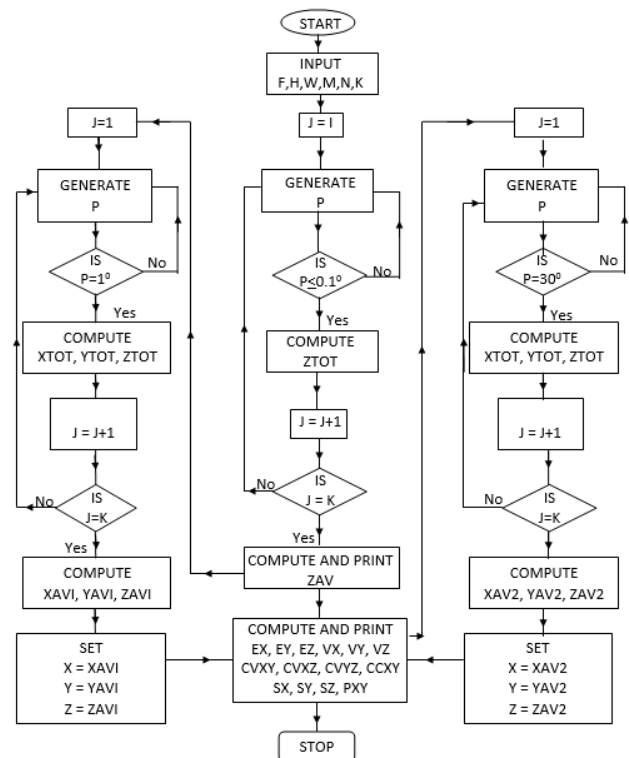 START
INPUT
F,H,W,M,N,K
J=1
GENERATE
P
IS
P=1⁰
No
Yes
COMPUTE
XTOT, YTOT, ZTOT
J = J+1
IS
J=K
No
Yes
COMPUTE
XAVI, YAVI, ZAVI
SET
X = XAVI
Y = YAVI
Z = ZAVI
J = I
GENERATE
P
IS
P≤0.1⁰
No
Yes
COMPUTE
ZTOT
J = J+1
IS
J = K
No
Yes
COMPUTE AND PRINT
ZAV
COMPUTE AND PRINT
EX, EY, EZ, VX, VY, VZ
CVXY, CVXZ, CVYZ, CCXY
SX, SY, SZ, PXY
STOP
J=1
GENERATE
P
IS
P=30⁰
No
Yes
COMPUTE
XTOT, YTOT, ZTOT
J = J+1
IS
J=K
No
Yes
COMPUTE
XAV2, YAV2, ZAV2
SET
X = XAV2
Y = YAV2
Z = ZAV2